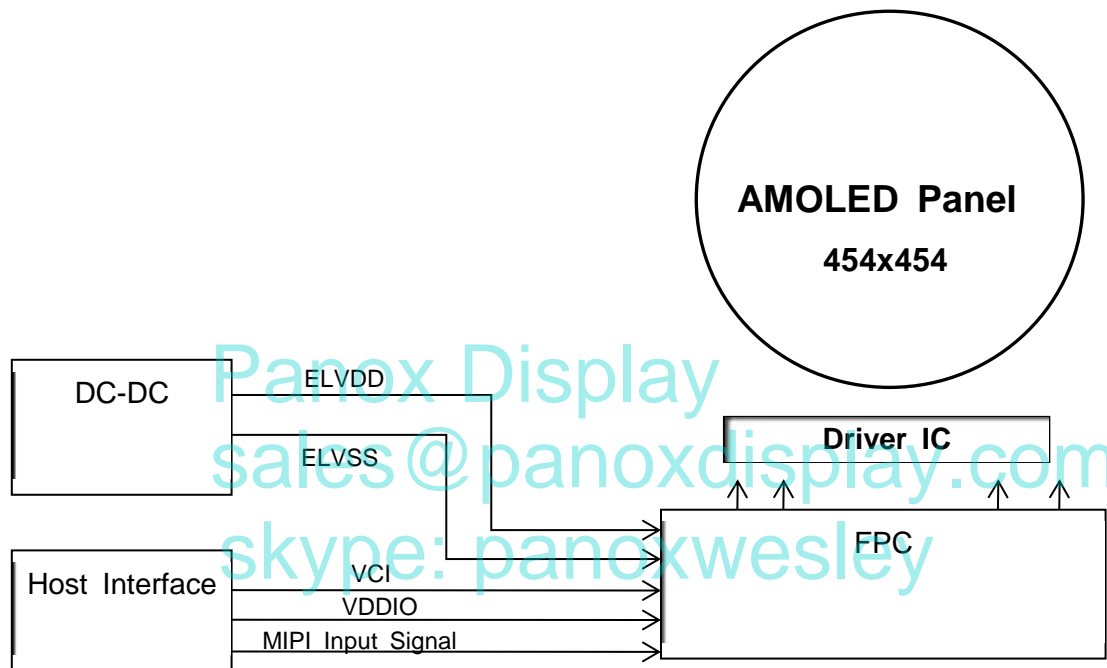 AMOLED Panel
454x454
Panox Display
DC-DC
ELVDD
ELVSS
Driver IC
sales@panoxdisplay.com
FPC
skype: panoxwesley
Host Interface
VCI
VDDIO
MIPI Input Signal